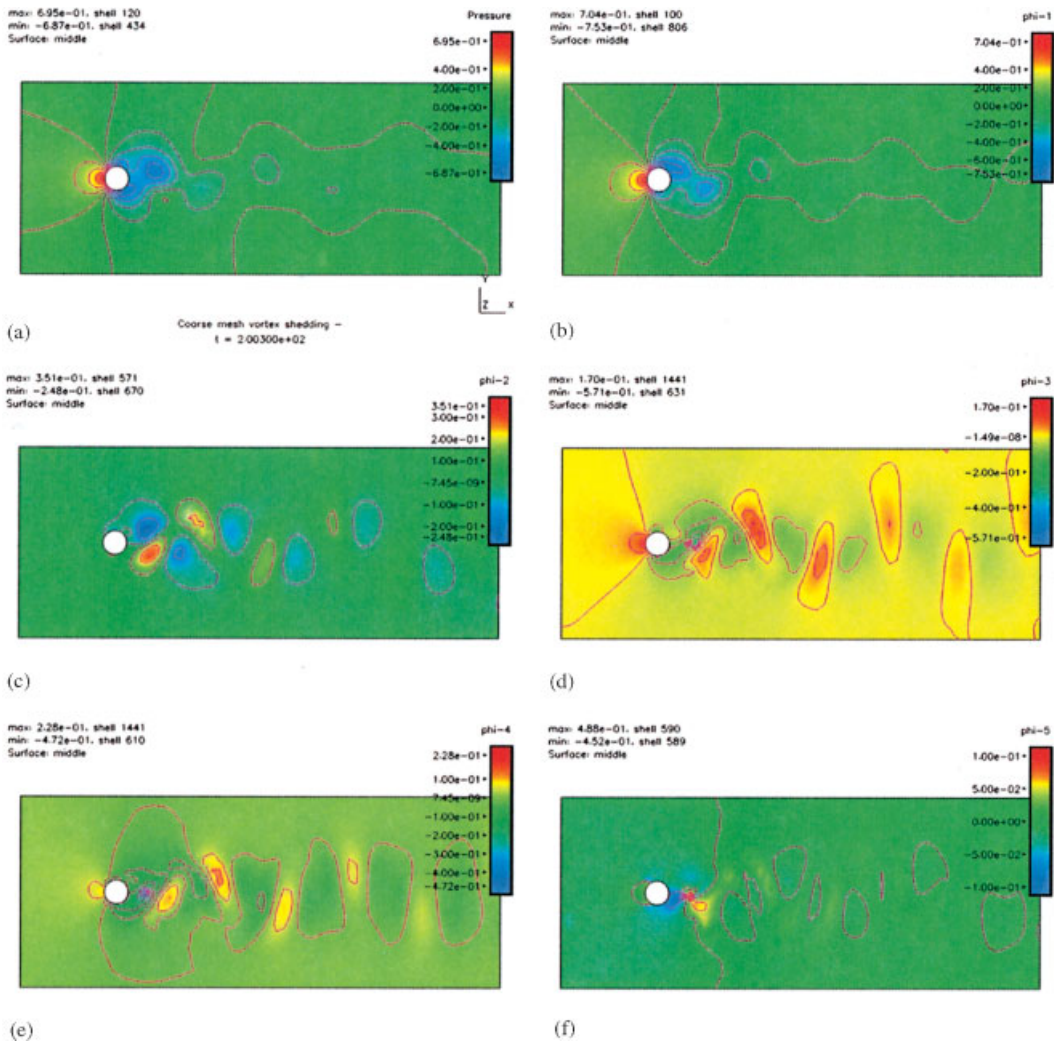 max: 6.95e-01, shell 120
min: -6.87e-01, shell 434
Surface: middle
Pressure
6.95e-01
4.00e-01
2.00e-01
0.00e+00
-2.00e-01
-4.00e-01
-6.87e-01
Y
Z X
(a)
Coarse mesh vortex shedding -
t = 2.00300e+02
max: 7.04e-01, shell 100
min: -7.53e-01, shell 806
Surface: middle
phi-1
7.04e-01
4.00e-01
2.00e-01
0.00e+00
-2.00e-01
-4.00e-01
-6.00e-01
-7.53e-01
(b)
max: 3.51e-01, shell 571
min: -2.48e-01, shell 670
Surface: middle
phi-2
3.51e-01
3.00e-01
2.00e-01
1.00e-01
-7.45e-09
-1.00e-01
-2.00e-01
-2.48e-01
(c)
max: 1.70e-01, shell 1441
min: -5.71e-01, shell 631
Surface: middle
phi-3
1.70e-01
-1.49e-08
-2.00e-01
-4.00e-01
-5.71e-01
(d)
max: 2.28e-01, shell 1441
min: -4.72e-01, shell 610
Surface: middle
phi-4
2.28e-01
1.00e-01
7.45e-09
-1.00e-01
-2.00e-01
-3.00e-01
-4.00e-01
-4.72e-01
(e)
max: 4.88e-01, shell 590
min: -4.52e-01, shell 589
Surface: middle
phi-5
1.00e-01
5.00e-02
0.00e+00
-5.00e-02
-1.00e-01
(f)